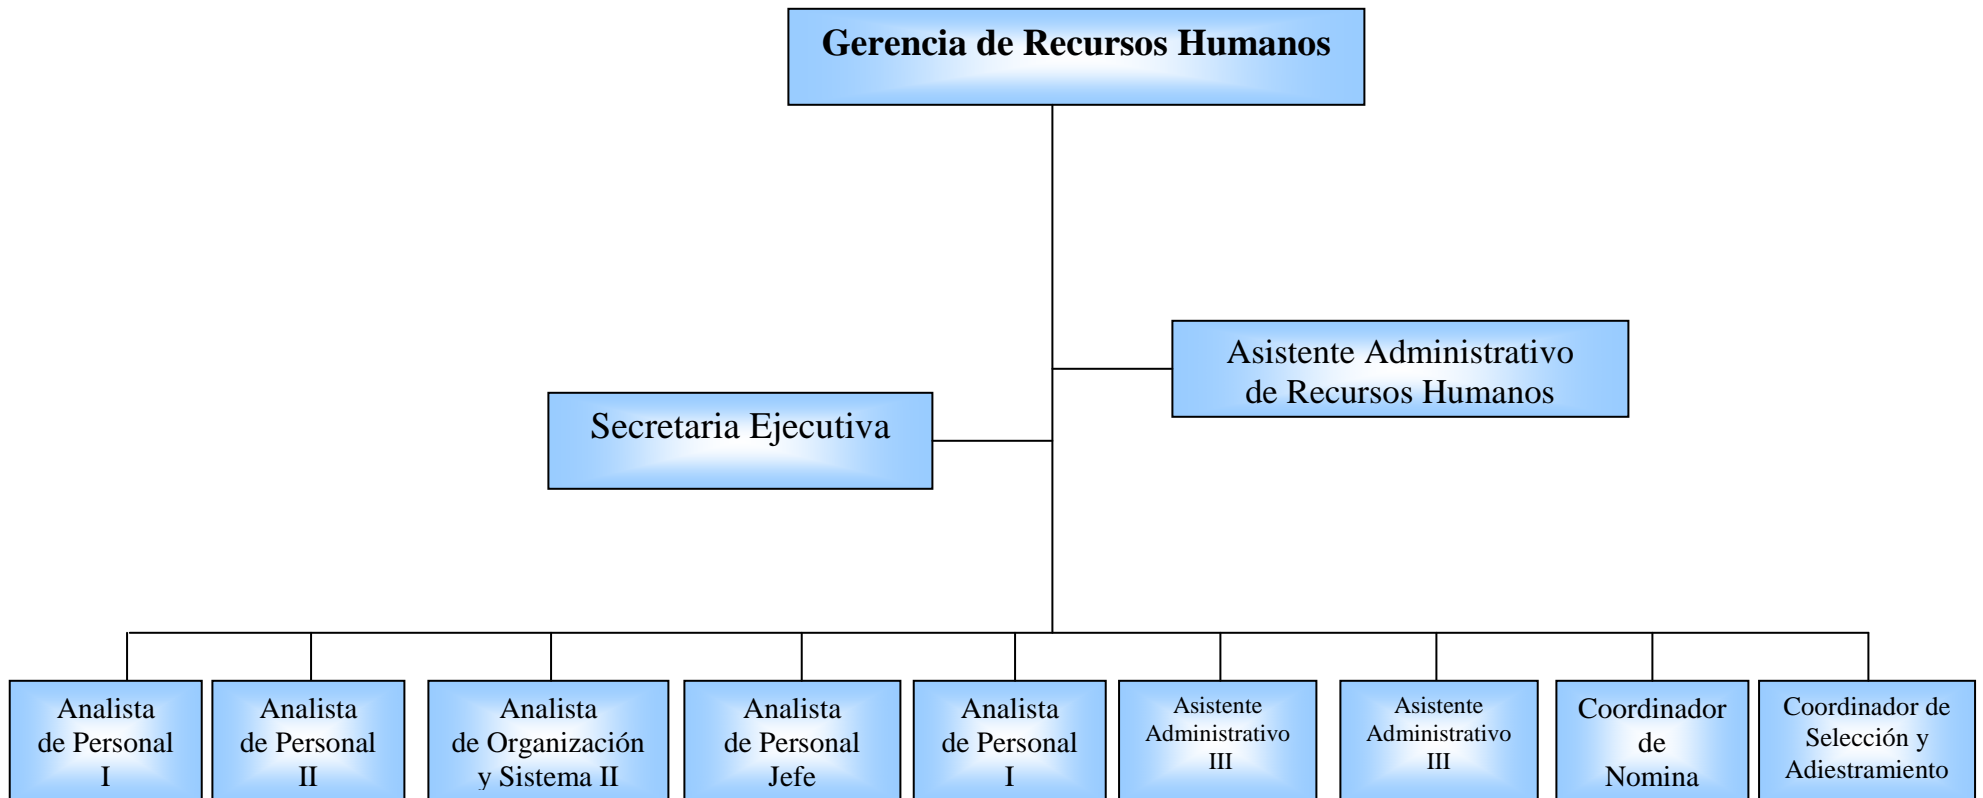 Gerencia de Recursos Humanos
Asistente Administrativo
de Recursos Humanos
Secretaria Ejecutiva
Analista
de Personal
I
Analista
de Personal
II
Analista
de Organización
y Sistema II
Analista
de Personal
Jefe
Analista
de Personal
I
Asistente
Administrativo
III
Asistente
Administrativo
III
Coordinador
de
Nomina
Coordinador de
Selección y
Adiestramiento